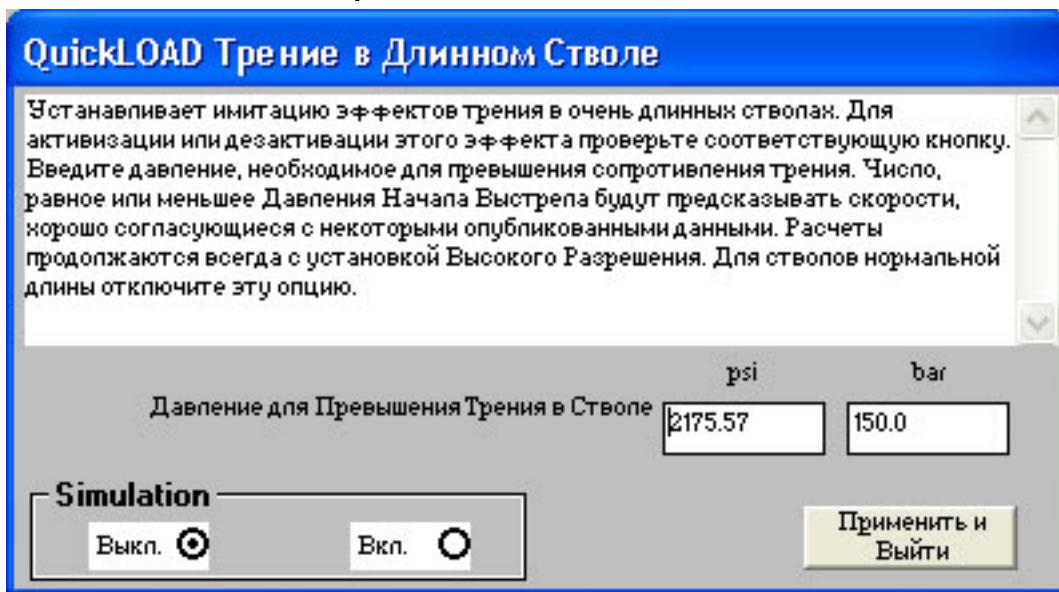 QuickLOAD Трение в Длинном Стволе
Устанавливает имитацию эффектов трения в очень длинных стволах. Для
активизации или дезактивации этого эффекта проверьте соответствующую кнопку.
Введите давление, необходимое для превышения сопротивления трения. Число,
равное или меньшее Давления Начала Выстрела будут предсказывать скорости,
хорошо согласующиеся с некоторыми опубликованными данными. Расчеты
продолжаются всегда с установкой Высокого Разрешения. Для стволов нормальной
длины отключите эту опцию.
psi bar
Давление для Превышения Трения в Стволе 2175.57 150.0
Simulation
Выкл. Вкл.
Применить и
Выйти